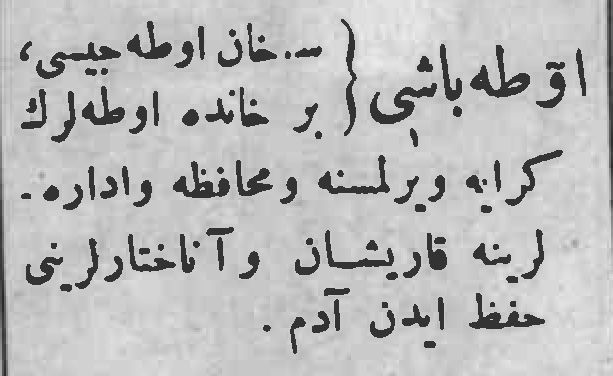 اوطه باشی { س. خان اوطه جیسی،
بر خانده اوطه لرك
كرایه ویرلمسنه و محافظه و اداره -
لرینه قاریشان و آناختارلرینی
حفظ ایدن آدم .